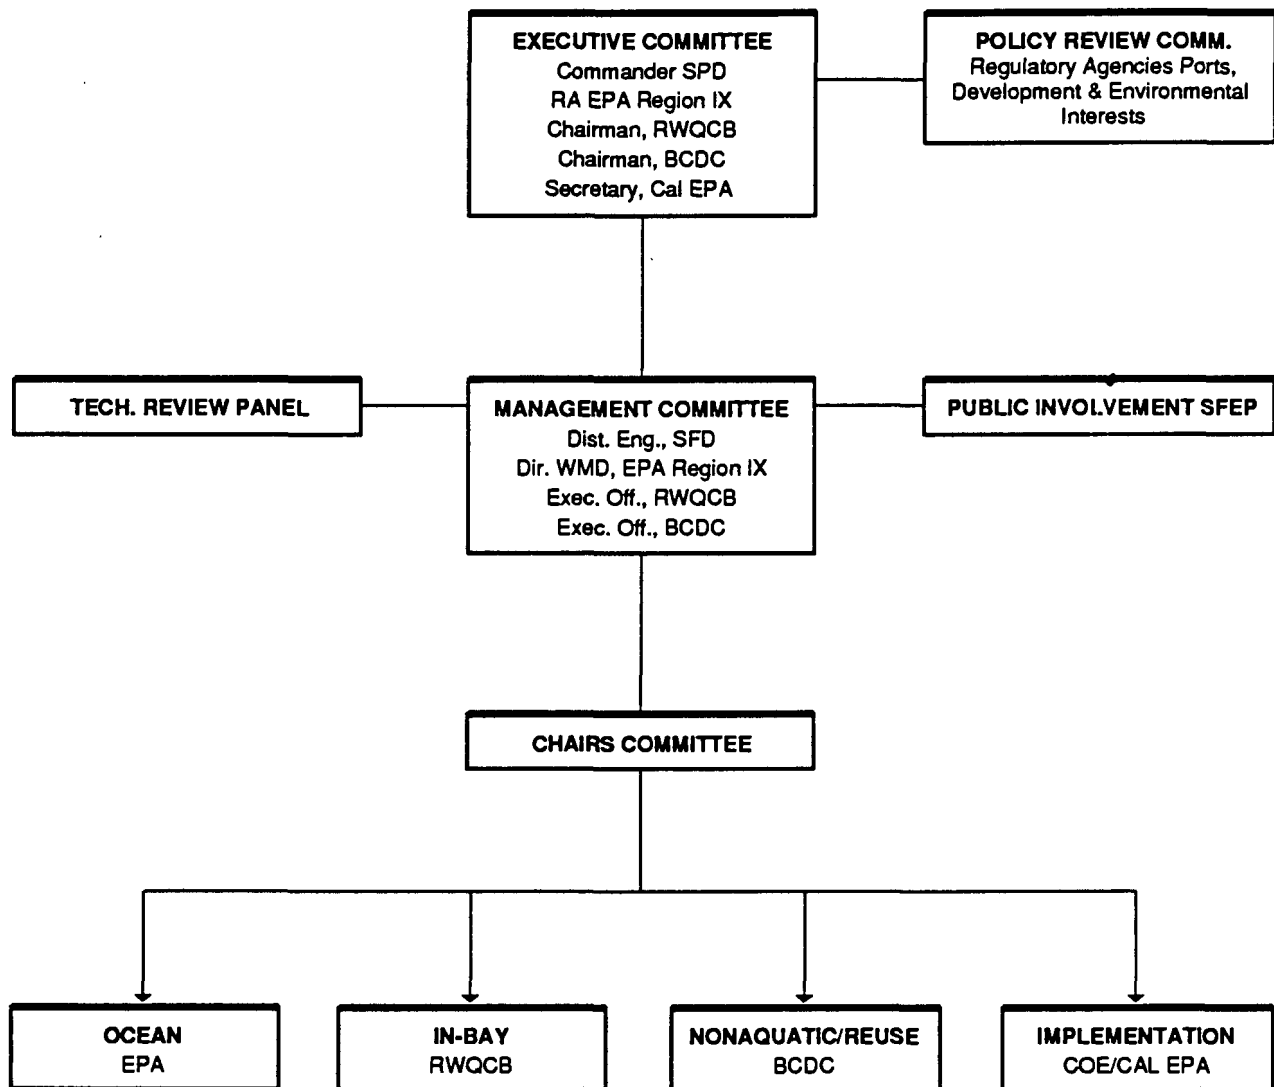 EXECUTIVE COMMITTEE
Commander SPD
RA EPA Region IX
Chairman, RWQCB
Chairman, BCDC
Secretary, Cal EPA
POLICY REVIEW COMM.
Regulatory Agencies Ports,
Development & Environmental
Interests
TECH. REVIEW PANEL
MANAGEMENT COMMITTEE
Dist. Eng., SFD
Dir. WMD, EPA Region IX
Exec. Off., RWQCB
Exec. Off., BCDC
PUBLIC INVOLVEMENT SFEP
CHAIRS COMMITTEE
OCEAN
EPA
IN-BAY
RWQCB
NONAQUATIC/REUSE
BCDC
IMPLEMENTATION
COE/CAL EPA